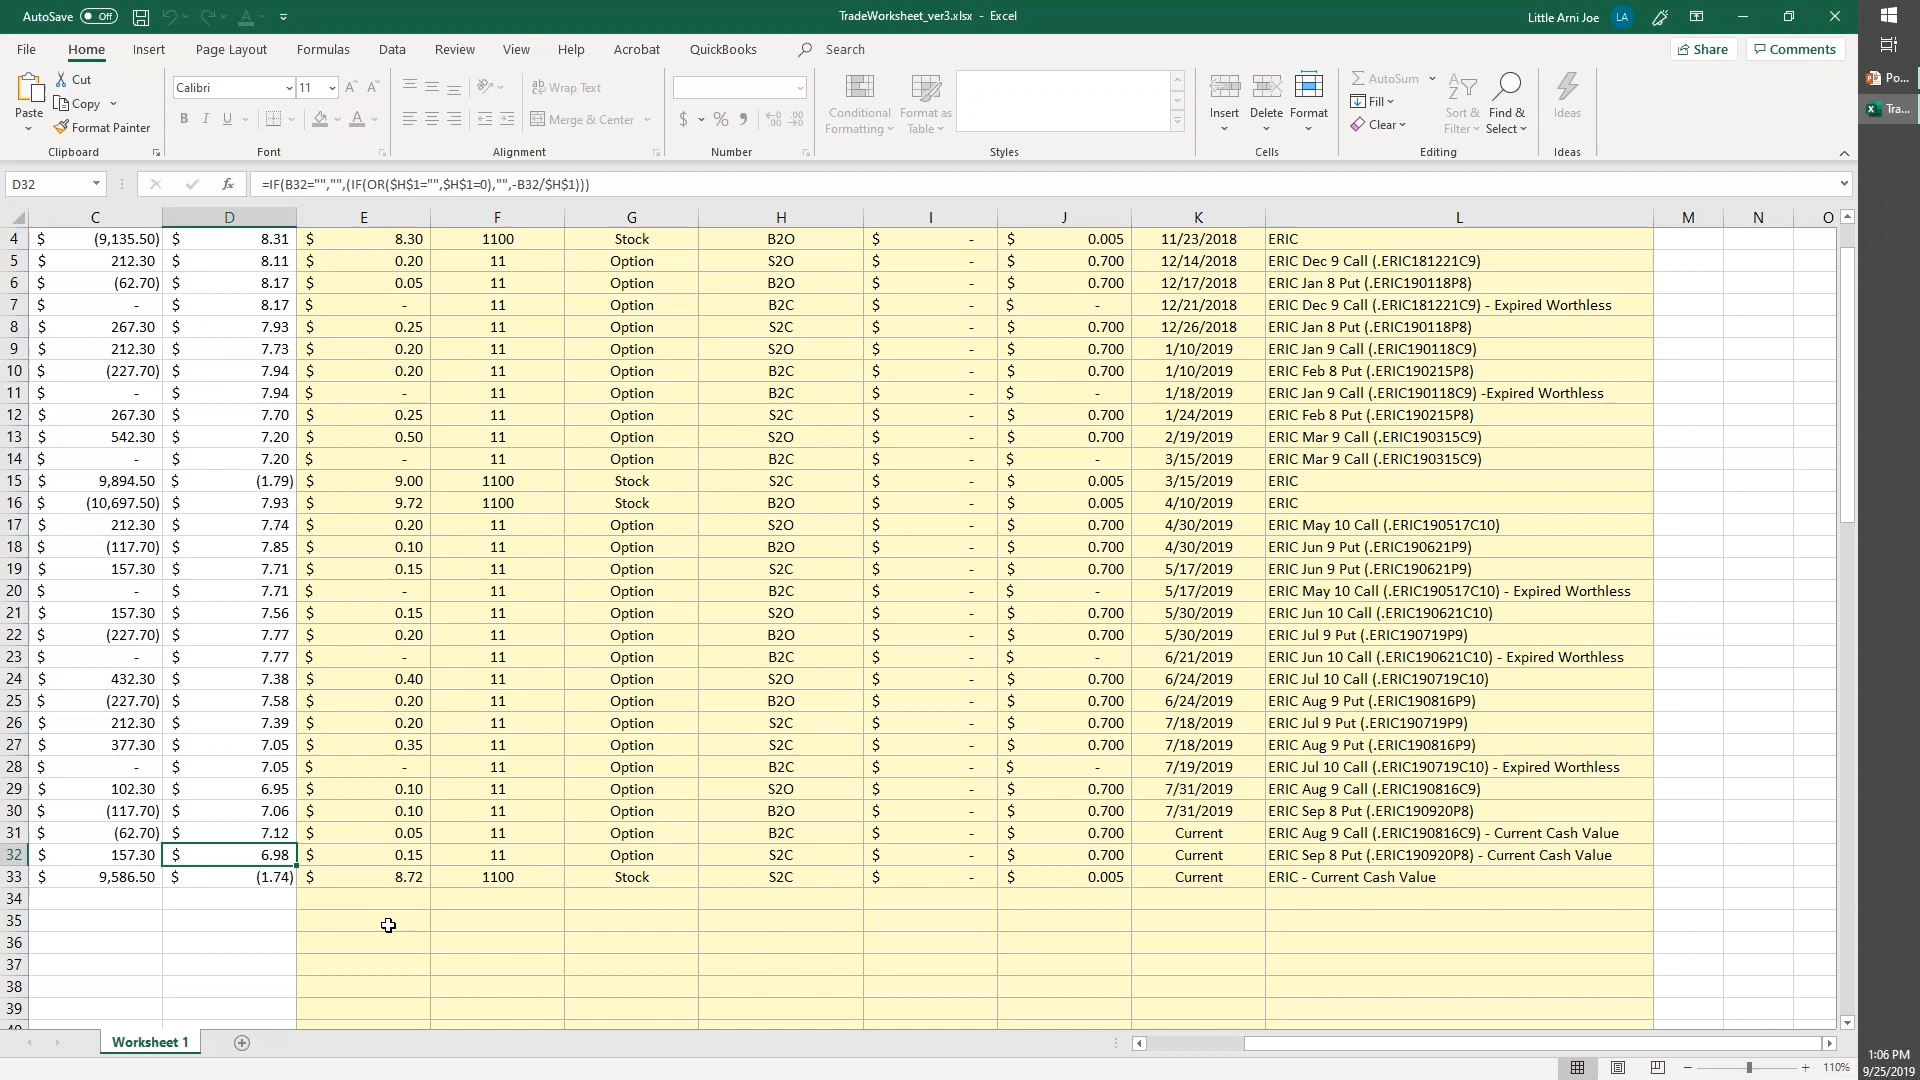 AutoSave Off TradeWorksheet_ver3.xlsx - Excel Little Arni Joe LA
File Home Insert Page Layout Formulas Data Review View Help Acrobat QuickBooks Search Share Comments
Po...
Cut
Copy
Format Painter
Paste
Clipboard
Calibri 11
B I U
Font
Wrap Text
Merge & Center
Alignment
$ % 9
Number
Conditional Formatting
Format as Table
Styles
Insert Delete Format
Cells
AutoSum
Fill
Clear
Sort & Filter
Find & Select
Editing
Ideas
Ideas
Tra...
D32 fx =IF(B32="","",(IF(OR($H$1="",$H$1=0),"",-B32/$H$1)))
C D E F G H I J K L M N O
4 $ (9,135.50) $ 8.31 $ 8.30 1100 Stock B2O $ - $ 0.005 11/23/2018 ERIC
5 $ 212.30 $ 8.11 $ 0.20 11 Option S2O $ - $ 0.700 12/14/2018 ERIC Dec 9 Call (.ERIC181221C9)
6 $ (62.70) $ 8.17 $ 0.05 11 Option B2O $ - $ 0.700 12/17/2018 ERIC Jan 8 Put (.ERIC190118P8)
7 $ - $ 8.17 $ - 11 Option B2C $ - $ - 12/21/2018 ERIC Dec 9 Call (.ERIC181221C9) - Expired Worthless
8 $ 267.30 $ 7.93 $ 0.25 11 Option S2C $ - $ 0.700 12/26/2018 ERIC Jan 8 Put (.ERIC190118P8)
9 $ 212.30 $ 7.73 $ 0.20 11 Option S2O $ - $ 0.700 1/10/2019 ERIC Jan 9 Call (.ERIC190118C9)
10 $ (227.70) $ 7.94 $ 0.20 11 Option B2C $ - $ 0.700 1/10/2019 ERIC Feb 8 Put (.ERIC190215P8)
11 $ - $ 7.94 $ - 11 Option B2C $ - $ - 1/18/2019 ERIC Jan 9 Call (.ERIC190118C9) -Expired Worthless
12 $ 267.30 $ 7.70 $ 0.25 11 Option S2C $ - $ 0.700 1/24/2019 ERIC Feb 8 Put (.ERIC190215P8)
13 $ 542.30 $ 7.20 $ 0.50 11 Option S2O $ - $ 0.700 2/19/2019 ERIC Mar 9 Call (.ERIC190315C9)
14 $ - $ 7.20 $ - 11 Option B2C $ - $ - 3/15/2019 ERIC Mar 9 Call (.ERIC190315C9)
15 $ 9,894.50 $ (1.79) $ 9.00 1100 Stock S2C $ - $ 0.005 3/15/2019 ERIC
16 $ (10,697.50) $ 7.93 $ 9.72 1100 Stock B2O $ - $ 0.005 4/10/2019 ERIC
17 $ 212.30 $ 7.74 $ 0.20 11 Option S2O $ - $ 0.700 4/30/2019 ERIC May 10 Call (.ERIC190517C10)
18 $ (117.70) $ 7.85 $ 0.10 11 Option B2O $ - $ 0.700 4/30/2019 ERIC Jun 9 Put (.ERIC190621P9)
19 $ 157.30 $ 7.71 $ 0.15 11 Option S2C $ - $ 0.700 5/17/2019 ERIC Jun 9 Put (.ERIC190621P9)
20 $ - $ 7.71 $ - 11 Option B2C $ - $ - 5/17/2019 ERIC May 10 Call (.ERIC190517C10) - Expired Worthless
21 $ 157.30 $ 7.56 $ 0.15 11 Option S2O $ - $ 0.700 5/30/2019 ERIC Jun 10 Call (.ERIC190621C10)
22 $ (227.70) $ 7.77 $ 0.20 11 Option B2O $ - $ 0.700 5/30/2019 ERIC Jul 9 Put (.ERIC190719P9)
23 $ - $ 7.77 $ - 11 Option B2C $ - $ - 6/21/2019 ERIC Jun 10 Call (.ERIC190621C10) - Expired Worthless
24 $ 432.30 $ 7.38 $ 0.40 11 Option S2O $ - $ 0.700 6/24/2019 ERIC Jul 10 Call (.ERIC190719C10)
25 $ (227.70) $ 7.58 $ 0.20 11 Option B2O $ - $ 0.700 6/24/2019 ERIC Aug 9 Put (.ERIC190816P9)
26 $ 212.30 $ 7.39 $ 0.20 11 Option S2C $ - $ 0.700 7/18/2019 ERIC Jul 9 Put (.ERIC190719P9)
27 $ 377.30 $ 7.05 $ 0.35 11 Option S2C $ - $ 0.700 7/18/2019 ERIC Aug 9 Put (.ERIC190816P9)
28 $ - $ 7.05 $ - 11 Option B2C $ - $ - 7/19/2019 ERIC Jul 10 Call (.ERIC190719C10) - Expired Worthless
29 $ 102.30 $ 6.95 $ 0.10 11 Option S2O $ - $ 0.700 7/31/2019 ERIC Aug 9 Call (.ERIC190816C9)
30 $ (117.70) $ 7.06 $ 0.10 11 Option B2O $ - $ 0.700 7/31/2019 ERIC Sep 8 Put (.ERIC190920P8)
31 $ (62.70) $ 7.12 $ 0.05 11 Option B2C $ - $ 0.700 Current ERIC Aug 9 Call (.ERIC190816C9) - Current Cash Value
32 $ 157.30 $ 6.98 $ 0.15 11 Option S2C $ - $ 0.700 Current ERIC Sep 8 Put (.ERIC190920P8) - Current Cash Value
33 $ 9,586.50 $ (1.74) $ 8.72 1100 Stock S2C $ - $ 0.005 Current ERIC - Current Cash Value
34
35
36
37
38
39
Worksheet 1
110%
1:06 PM
9/25/2019